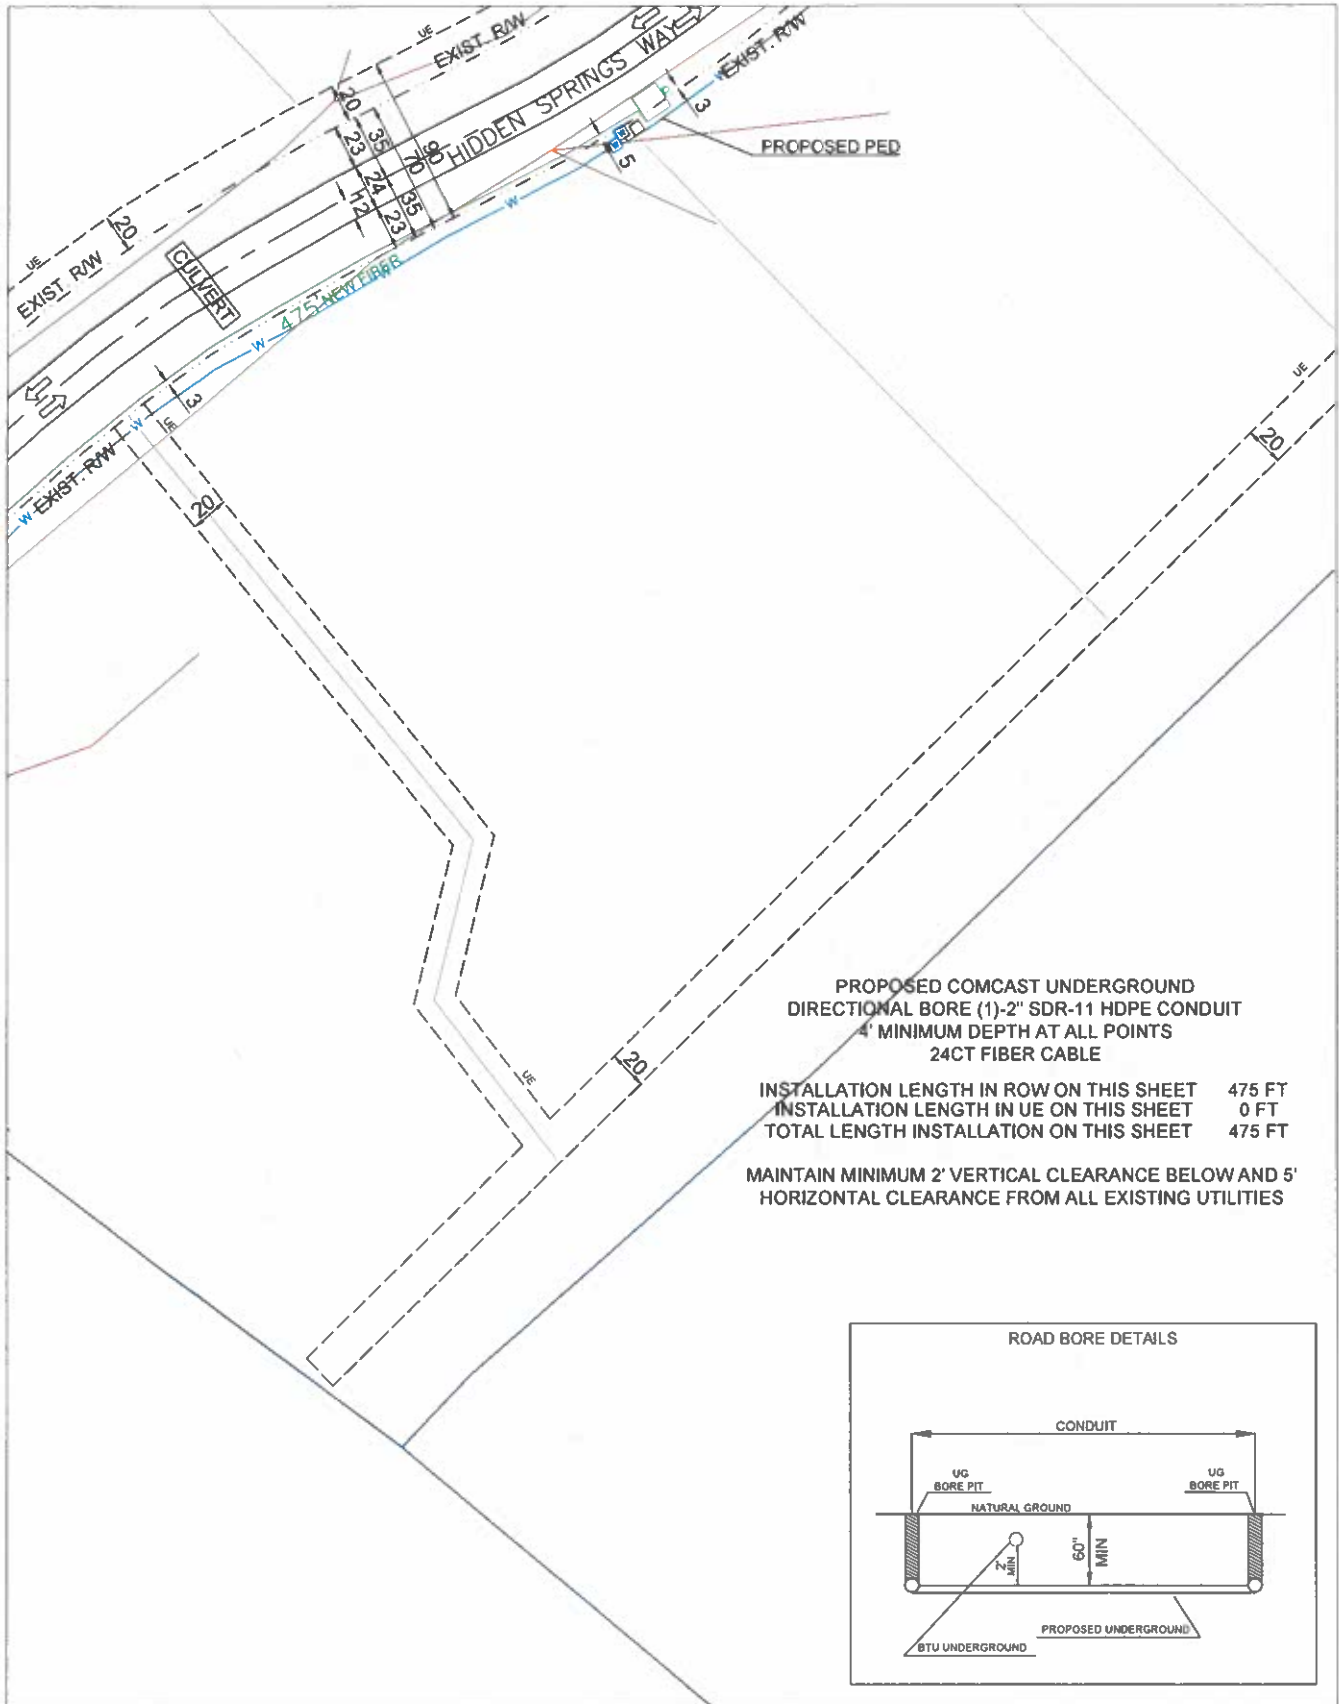 UE
EXIST. R/W
HIDDEN SPRINGS WAY
EXIST. R/W
20
23
35
70
90
24
12
35
23
3
5
PROPOSED PED
P
W
W
UE
20
EXIST. R/W
CULVERT
475 NEW FIBER
W
W
W
3
UE
W
EXIST. R/W
W
20
UE
20
20
UE
PROPOSED COMCAST UNDERGROUND
DIRECTIONAL BORE (1)-2" SDR-11 HDPE CONDUIT
4' MINIMUM DEPTH AT ALL POINTS
24CT FIBER CABLE
INSTALLATION LENGTH IN ROW ON THIS SHEET 475 FT
INSTALLATION LENGTH IN UE ON THIS SHEET 0 FT
TOTAL LENGTH INSTALLATION ON THIS SHEET 475 FT
MAINTAIN MINIMUM 2' VERTICAL CLEARANCE BELOW AND 5'
HORIZONTAL CLEARANCE FROM ALL EXISTING UTILITIES
ROAD BORE DETAILS
CONDUIT
UG
BORE PIT
UG
BORE PIT
NATURAL GROUND
2'
MIN
60"
MIN
PROPOSED UNDERGROUND
BTU UNDERGROUND